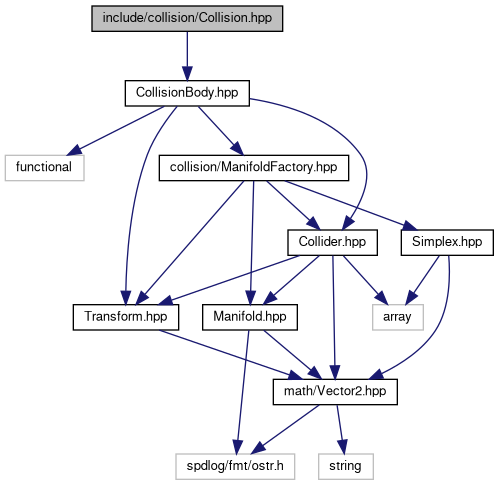 include/collision/Collision.hpp
CollisionBody.hpp
functional
collision/ManifoldFactory.hpp
Collider.hpp
Simplex.hpp
Transform.hpp
Manifold.hpp
array
math/Vector2.hpp
spdlog/fmt/ostr.h
string